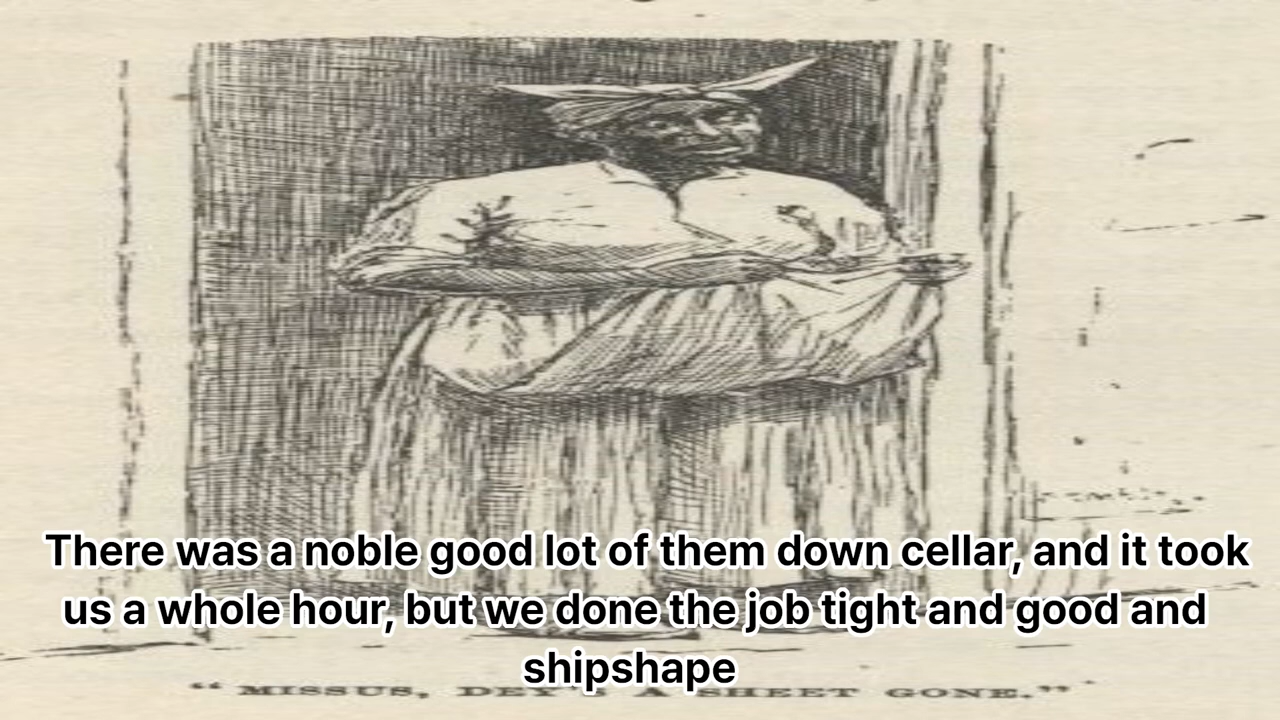 There was a noble good lot of them down cellar, and it took
us a whole hour, but we done the job tight and good and
shipshape
"MISSUS, DEY'S A SHEET GONE."